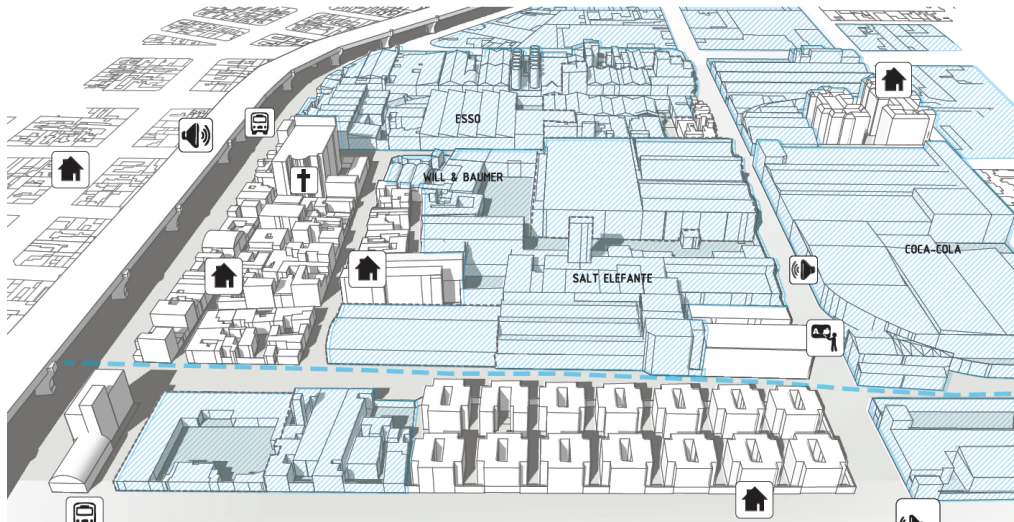 ESSO
WILL & BAUMER
COCA-COLA
SALT ELEFANTE
A